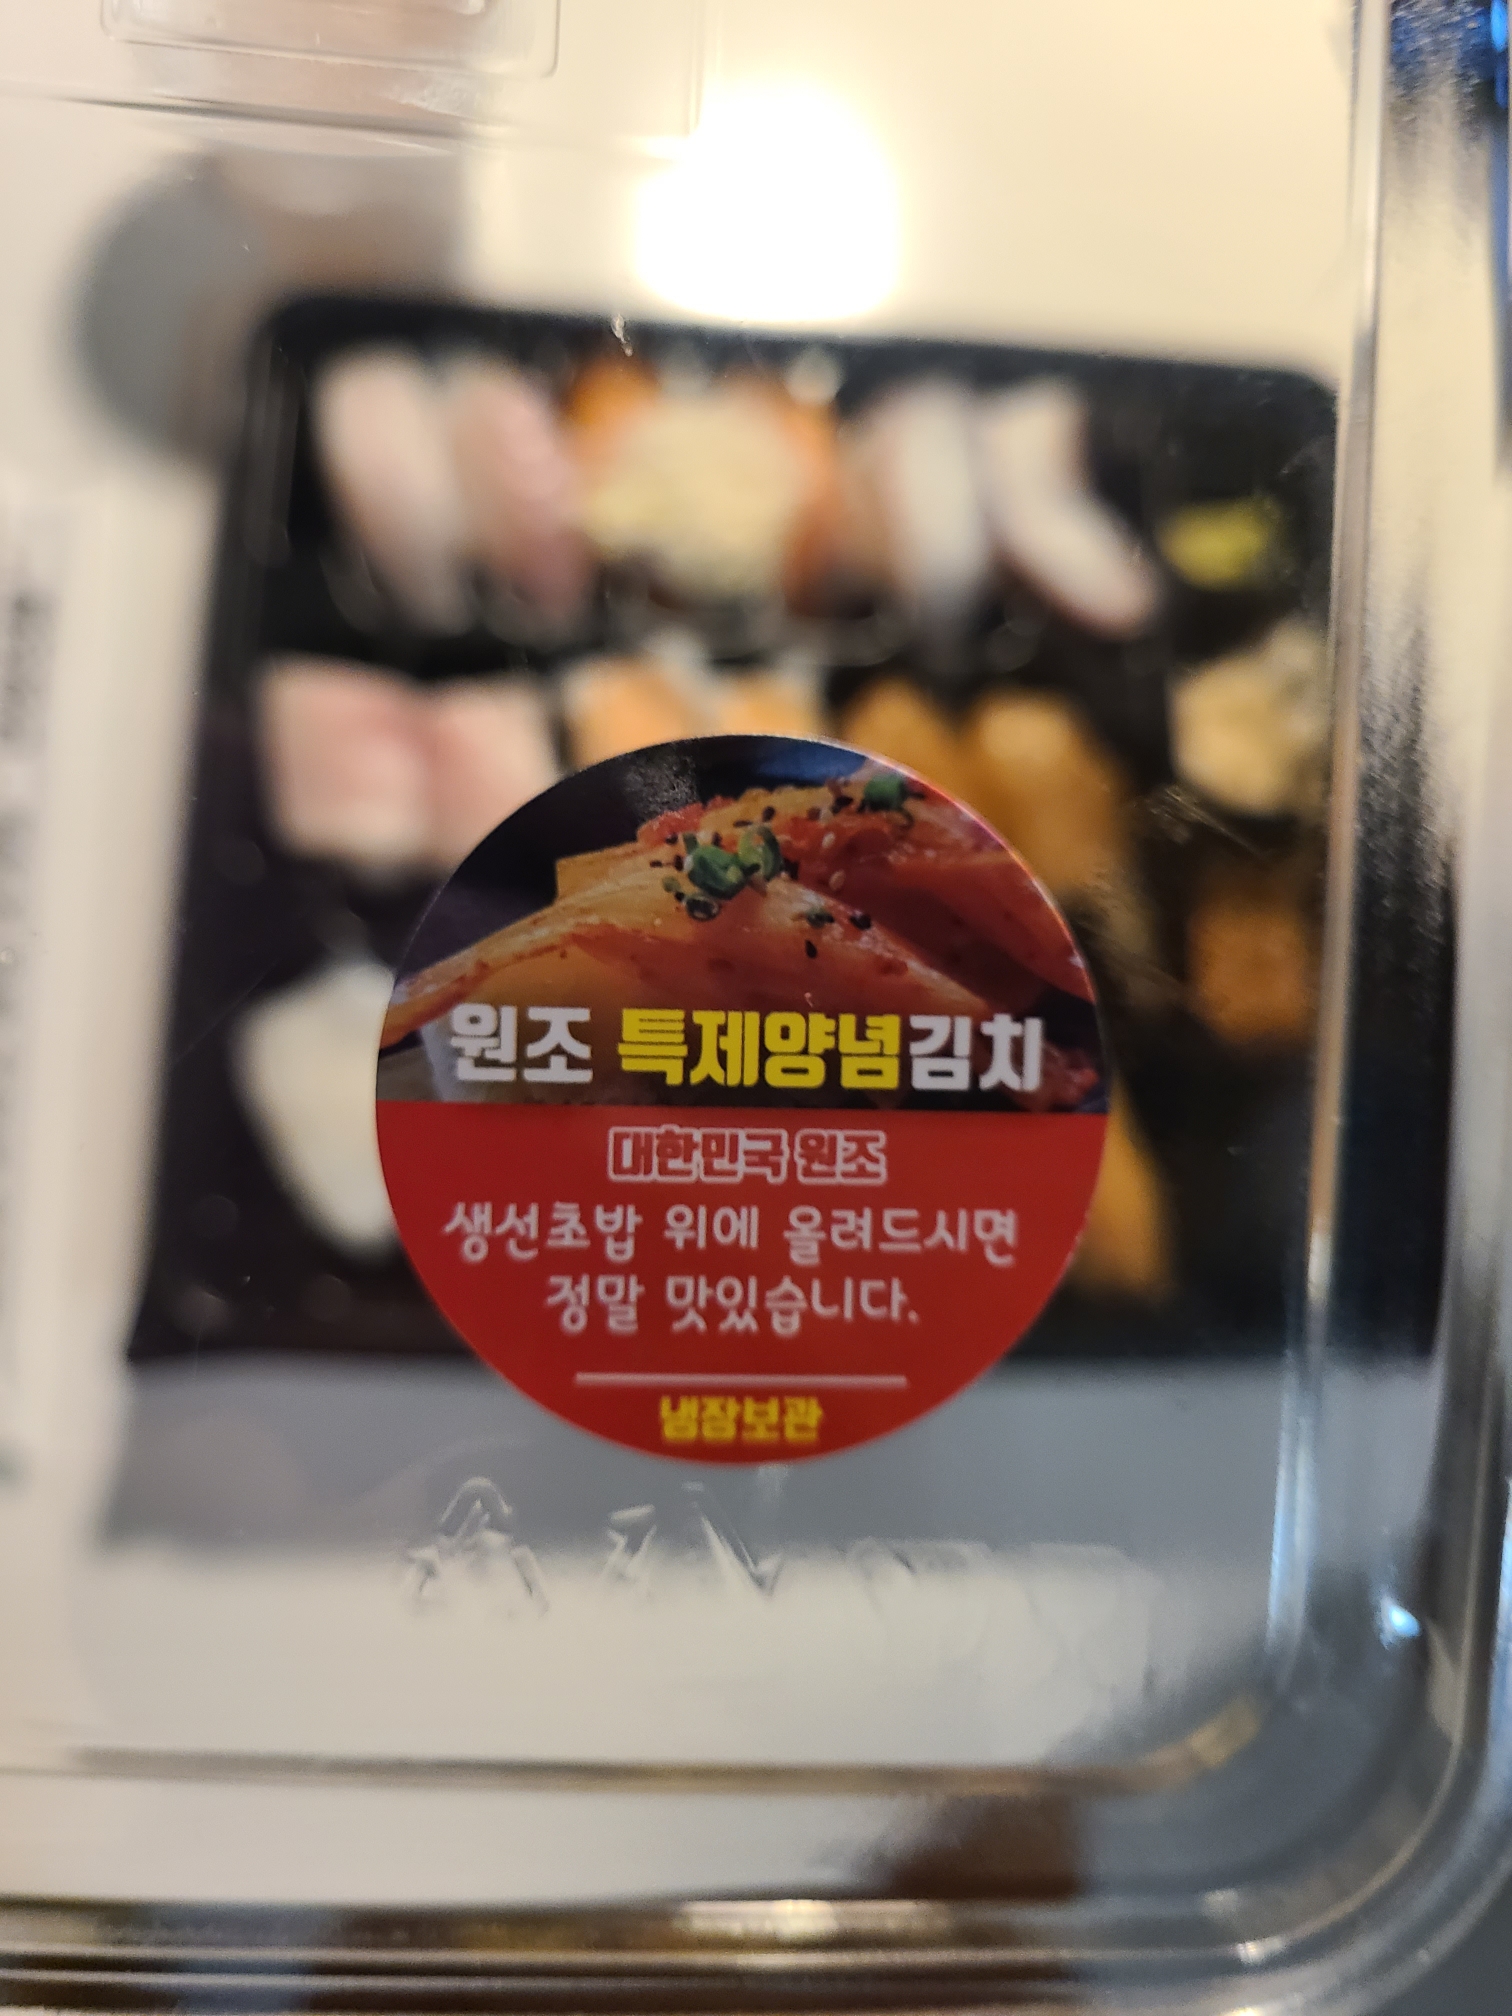 원조 특제양념김치
대한민국 원조
생선초밥 위에 올려드시면
정말 맛있습니다.
냉장보관